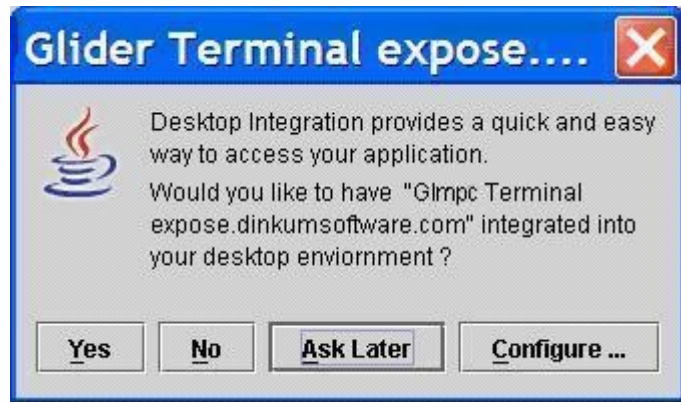 Glider Terminal expose....
Desktop Integration provides a quick and easy
way to access your application.
Would you like to have "Glmpc Terminal
expose.dinkumsoftware.com" integrated into
your desktop enviornment ?
Yes No Ask Later Configure ...